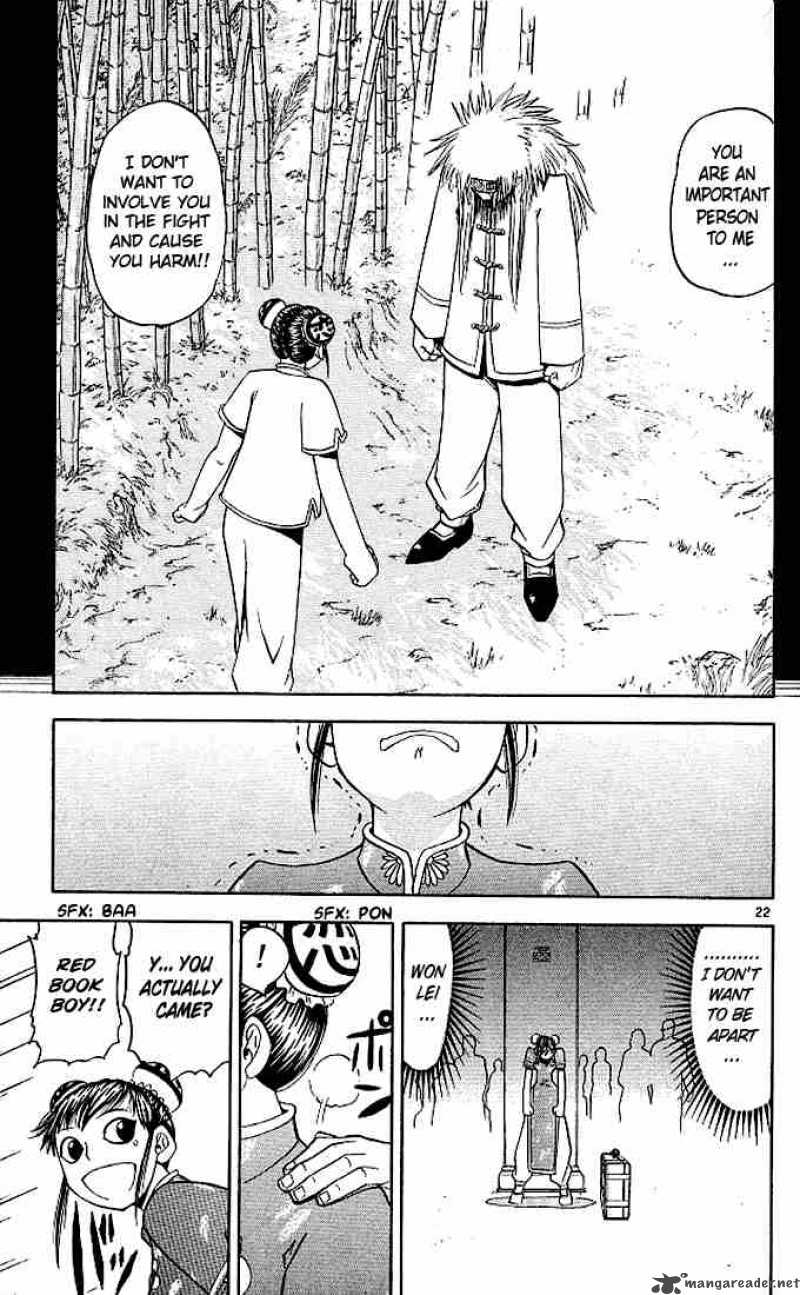 YOU
ARE AN
IMPORTANT
PERSON
TO ME
...
I DON'T
WANT TO
INVOLVE YOU
IN THE FIGHT
AND CAUSE
YOU HARM!!
22
..........
I DON'T
WANT
TO BE
APART
...
WON
LEI
...
SFX: PON
!
ポン
SFX: BAA
Y... YOU
ACTUALLY
CAME?
RED
BOOK
BOY!!
mangareader.net